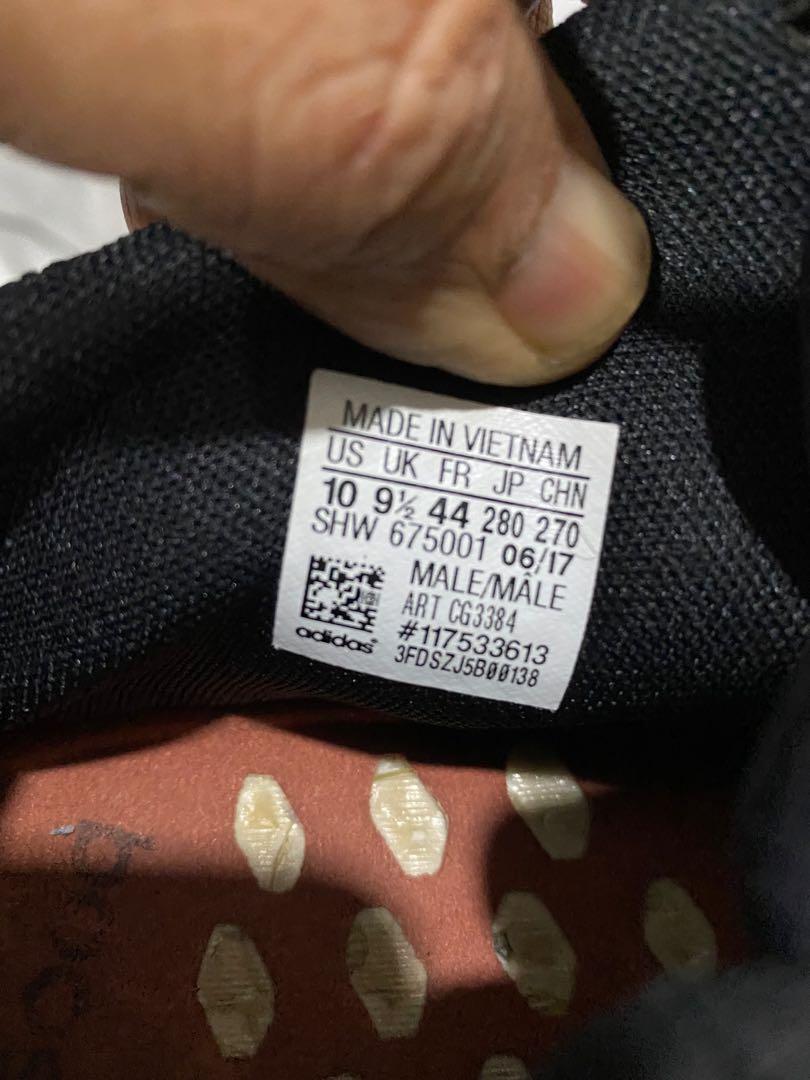 MADE IN VIETNAM
US UK FR JP CHN
10 9½ 44 280 270
SHW 675001 06/17
MALE/MÂLE
ART CG3384
#117533613
adidas
3FDSZJ5B00138